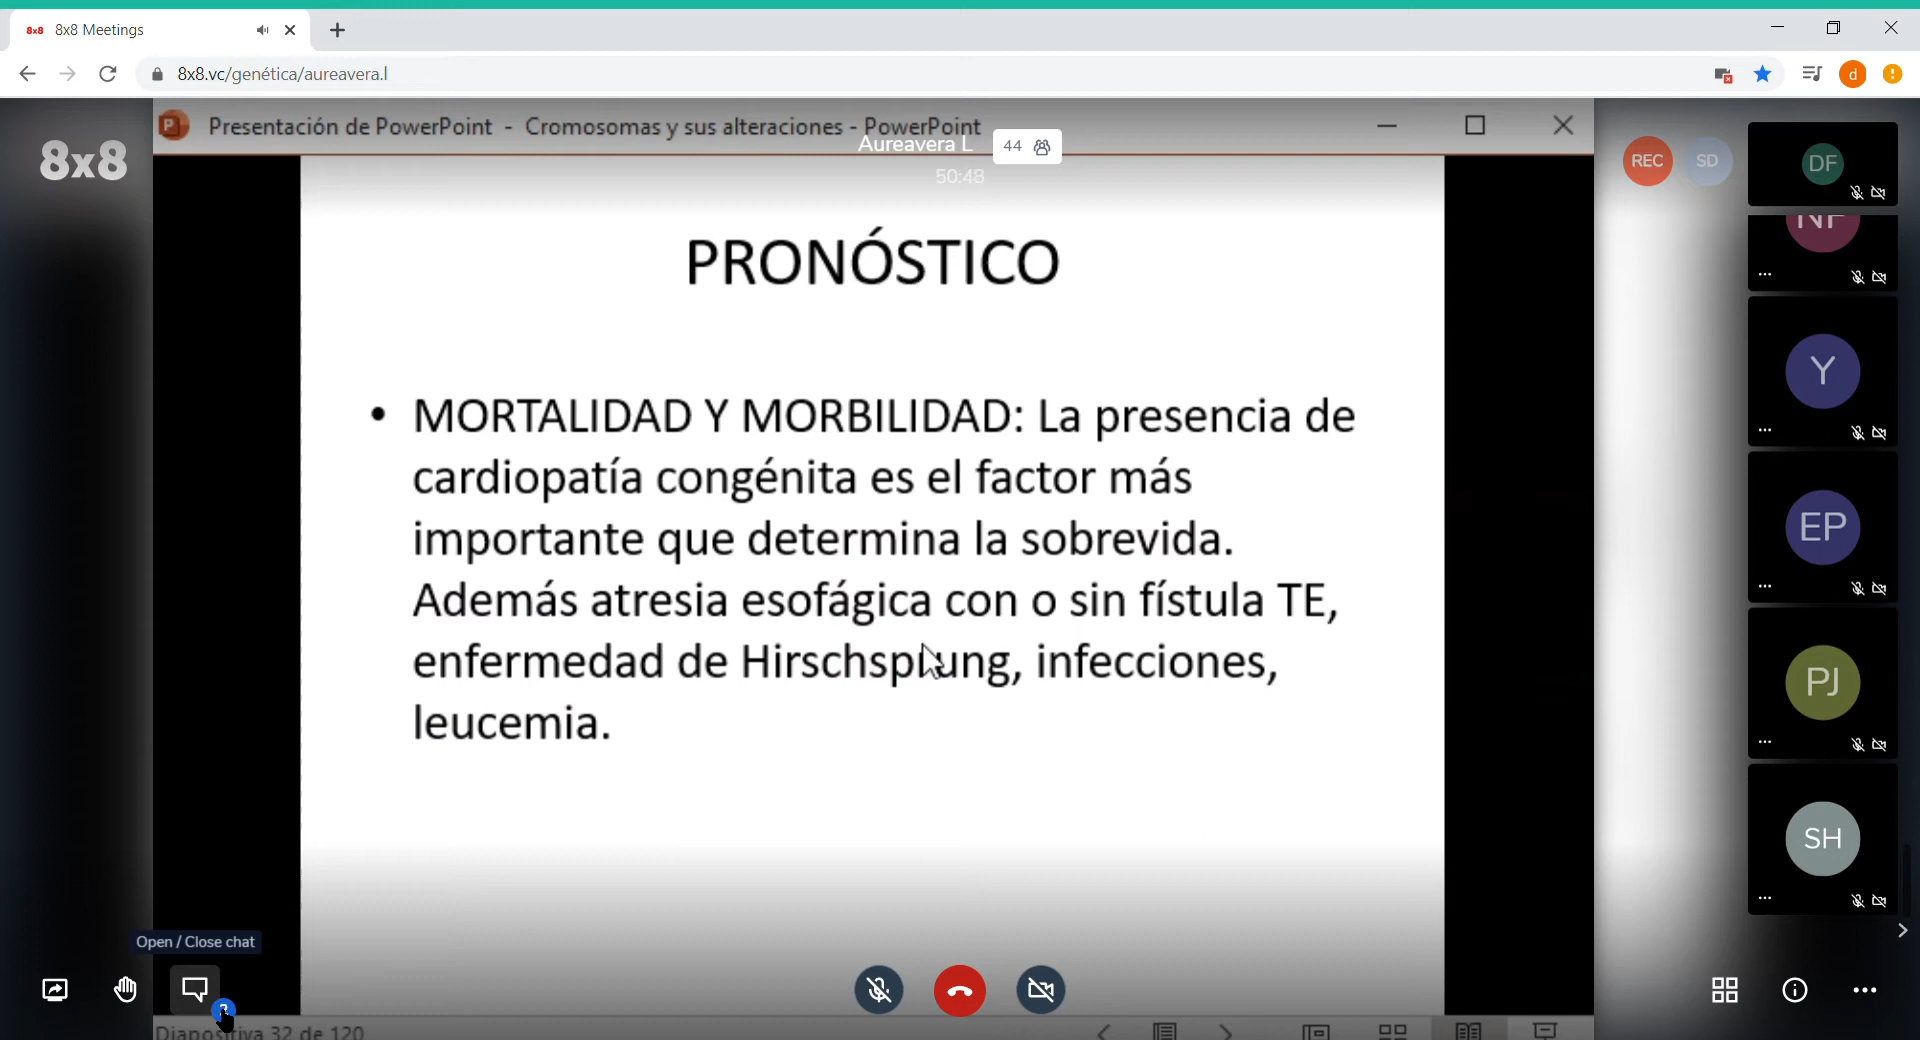 8x8 8x8 Meetings
8x8.vc/genética/aureavera.l
d
Presentación de PowerPoint - Cromosomas y sus alteraciones - PowerPoint
8x8
Aureavera L
44
REC
SD
DF
50:48
PRONÓSTICO
Y
• MORTALIDAD Y MORBILIDAD: La presencia de
cardiopatía congénita es el factor más
importante que determina la sobrevida.
Además atresia esofágica con o sin fístula TE,
enfermedad de Hirschsprung, infecciones,
leucemia.
EP
PJ
SH
Open / Close chat
Diapositiva 32 de 120